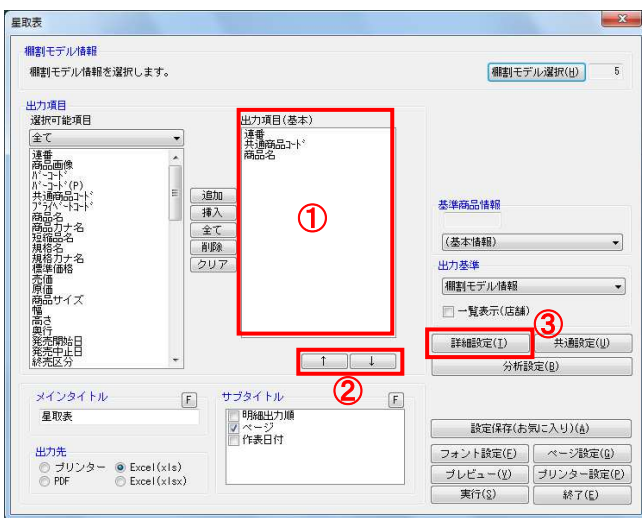 星取表
棚割モデル情報
棚割モデル情報を選択します。
棚割モデル選択(H)
5
出力項目
選択可能項目
全て
連番
商品画像
ﾊﾞｰｺｰﾄﾞ
ﾊﾞｰｺｰﾄﾞ(P)
共通商品ｺｰﾄﾞ
ﾌﾟﾗｲﾍﾞｰﾄｺｰﾄﾞ
商品名
商品カナ名
短縮品名
規格名
規格カナ名
標準価格
売価
原価
商品サイズ
幅
高さ
奥行
発売開始日
発売中止日
終売区分
追加
挿入
全て
削除
クリア
出力項目(基本)
連番
共通商品ｺｰﾄﾞ
商品名
①
↑
↓
②
基準商品情報
(基本情報)
出力基準
棚割モデル情報
一覧表示(店舗)
③
詳細設定(I)
共通設定(U)
分析設定(B)
メインタイトル
F
星取表
サブタイトル
F
明細出力順
ページ
作表日付
出力先
プリンター
Excel(xls)
PDF
Excel(xlsx)
設定保存(お気に入り)(A)
フォント設定(F)
ページ設定(G)
プレビュー(V)
プリンター設定(P)
実行(S)
終了(E)